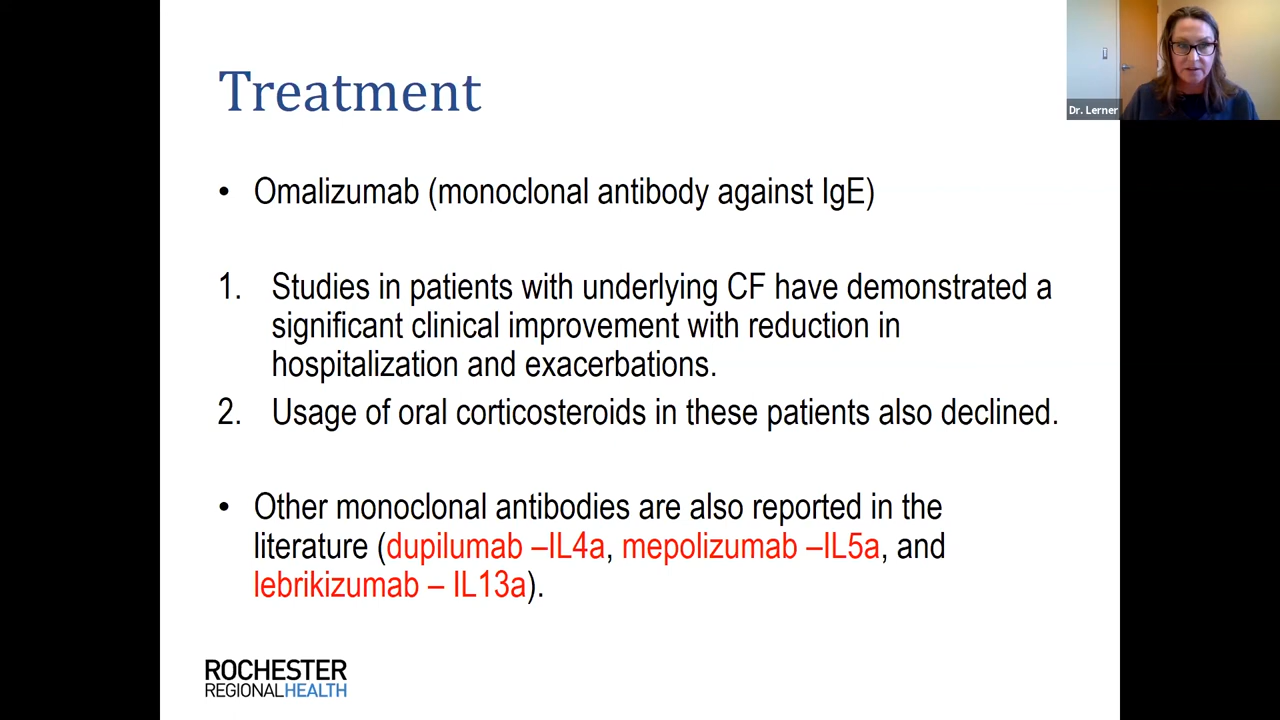 Treatment
• Omalizumab (monoclonal antibody against IgE)
1. Studies in patients with underlying CF have demonstrated a
significant clinical improvement with reduction in
hospitalization and exacerbations.
2. Usage of oral corticosteroids in these patients also declined.
• Other monoclonal antibodies are also reported in the
literature (dupilumab –IL4a, mepolizumab –IL5a, and
lebrikizumab – IL13a).
ROCHESTER
REGIONALHEALTH
Dr. Lerner